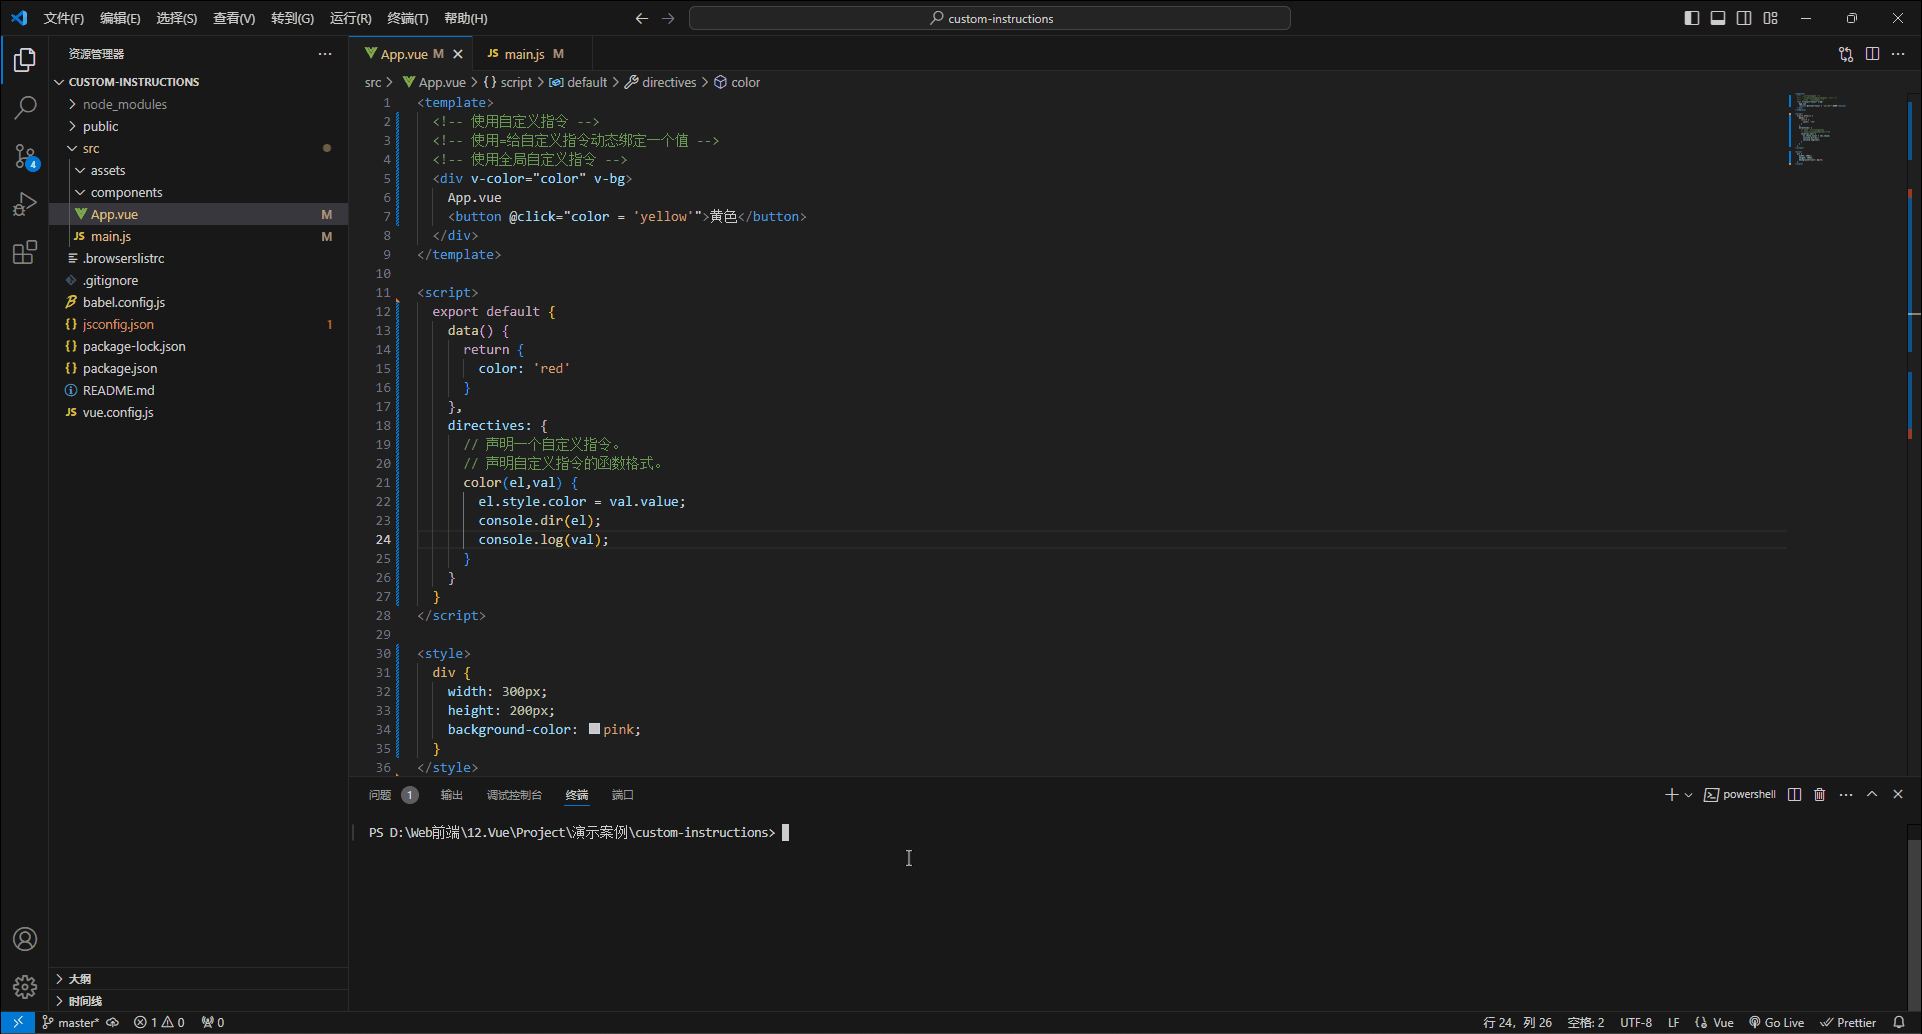 文件(F) 编辑(E) 选择(S) 查看(V) 转到(G) 运行(R) 终端(T) 帮助(H)
custom-instructions
资源管理器
CUSTOM-INSTRUCTIONS
node_modules
public
src
assets
components
App.vue M
JS main.js M
.browserslistrc
.gitignore
babel.config.js
{} jsconfig.json 1
{} package-lock.json
{} package.json
README.md
JS vue.config.js
4
大纲
时间线
App.vue M
JS main.js M
src > App.vue > {} script > default > directives > color
1 <template>
2 <!-- 使用自定义指令 -->
3 <!-- 使用=给自定义指令动态绑定一个值 -->
4 <!-- 使用全局自定义指令 -->
5 <div v-color="color" v-bg>
6 App.vue
7 <button @click="color = 'yellow'">黄色</button>
8 </div>
9 </template>
10
11 <script>
12 export default {
13 data() {
14 return {
15 color: 'red'
16 }
17 },
18 directives: {
19 // 声明一个自定义指令。
20 // 声明自定义指令的函数格式。
21 color(el,val) {
22 el.style.color = val.value;
23 console.dir(el);
24 console.log(val);
25 }
26 }
27 }
28 </script>
29
30 <style>
31 div {
32 width: 300px;
33 height: 200px;
34 background-color: pink;
35 }
36 </style>
问题 1 输出 调试控制台 终端 端口
powershell
PS D:\Web前端\12.Vue\Project\演示案例\custom-instructions>
master* 1 0 0
行 24，列 26 空格: 2 UTF-8 LF {} Vue Go Live Prettier